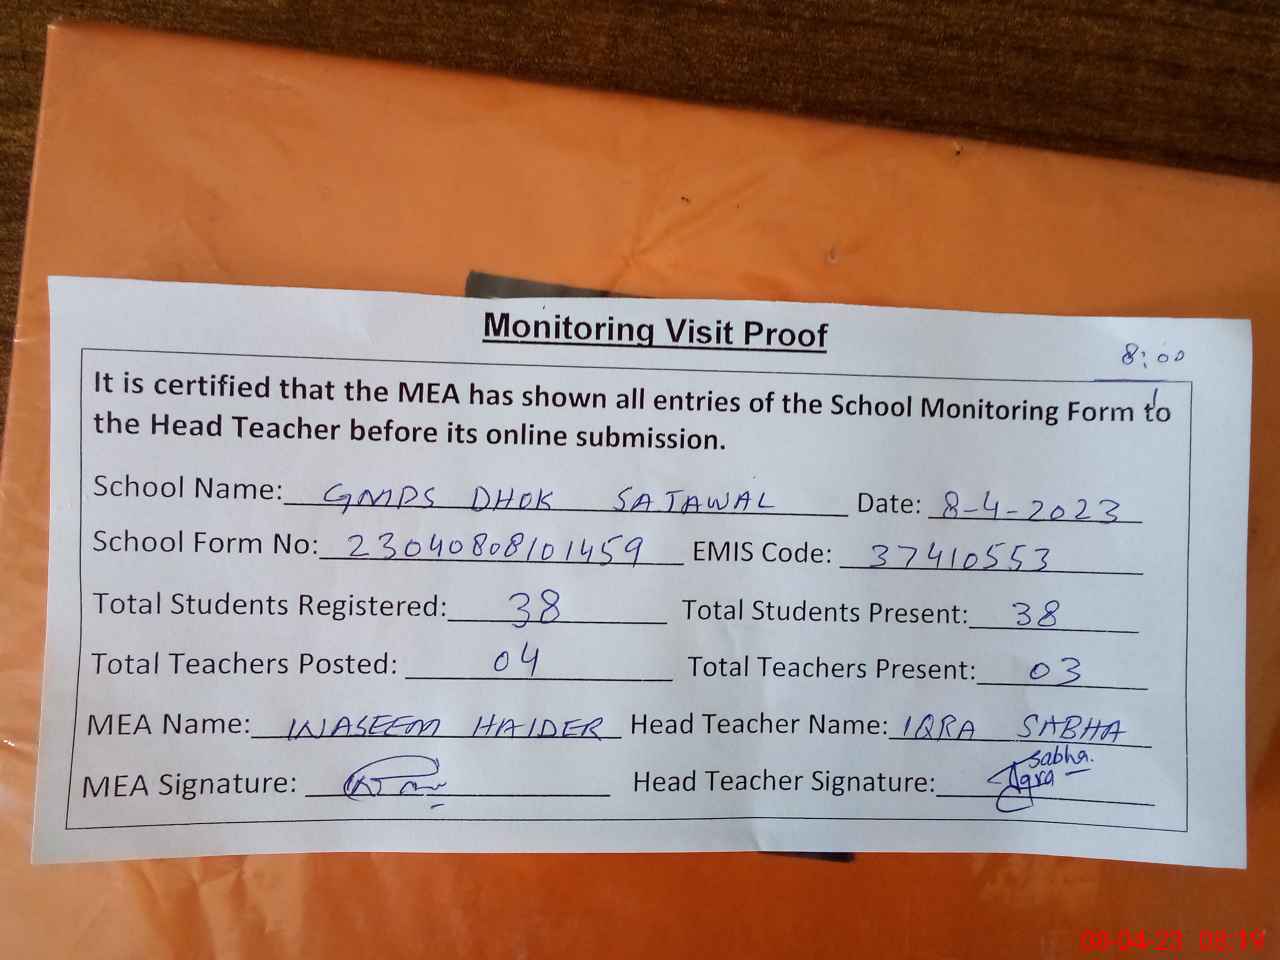 Monitoring Visit Proof
8:00
It is certified that the MEA has shown all entries of the School Monitoring Form to
the Head Teacher before its online submission.
School Name: GMPS DHOK SAJAWAL Date: 8-4-2023
School Form No: 23040808101459 EMIS Code: 37410553
Total Students Registered: 38 Total Students Present: 38
Total Teachers Posted: 04 Total Teachers Present: 03
MEA Name: WASEEM HAIDER Head Teacher Name: IQRA SABHA
MEA Signature: Head Teacher Signature: Iqra sabha.
08-04-23 08:19